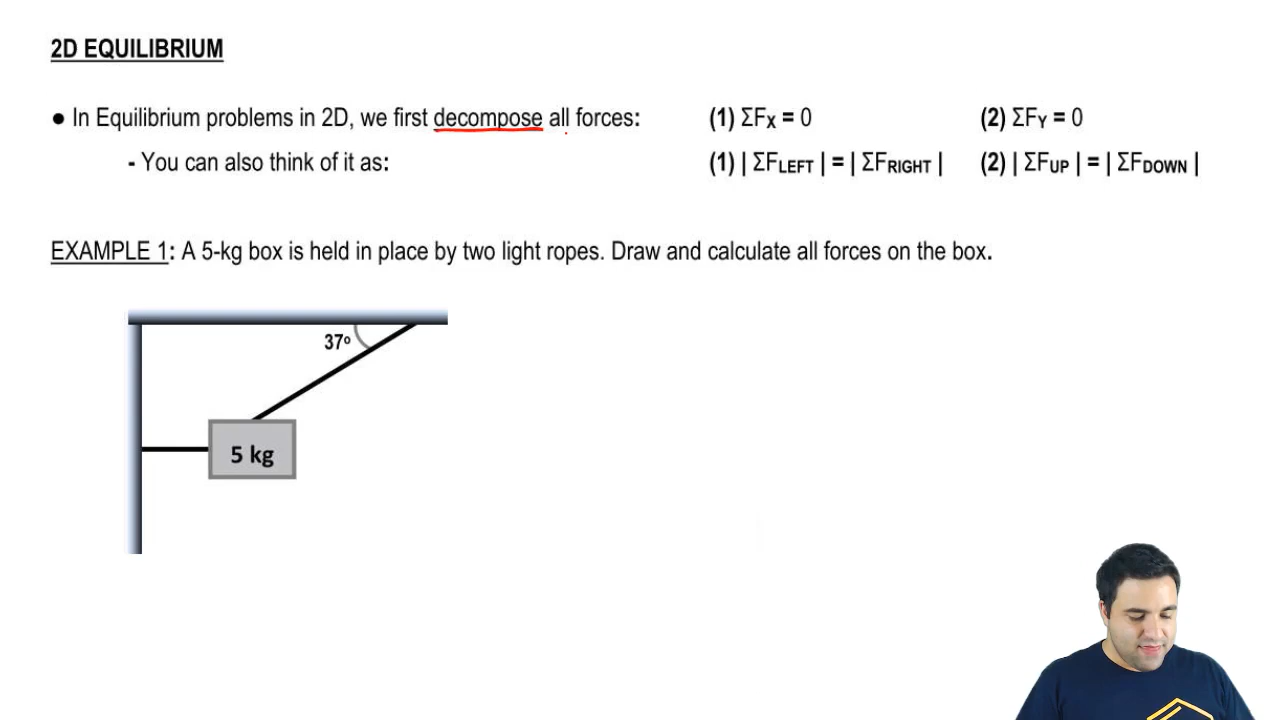 2D EQUILIBRIUM
● In Equilibrium problems in 2D, we first decompose all forces: (1) ΣFX = 0 (2) ΣFY = 0
- You can also think of it as: (1) | ΣFLEFT | = | ΣFRIGHT | (2) | ΣFUP | = | ΣFDOWN |
EXAMPLE 1: A 5-kg box is held in place by two light ropes. Draw and calculate all forces on the box.
37º
5 kg